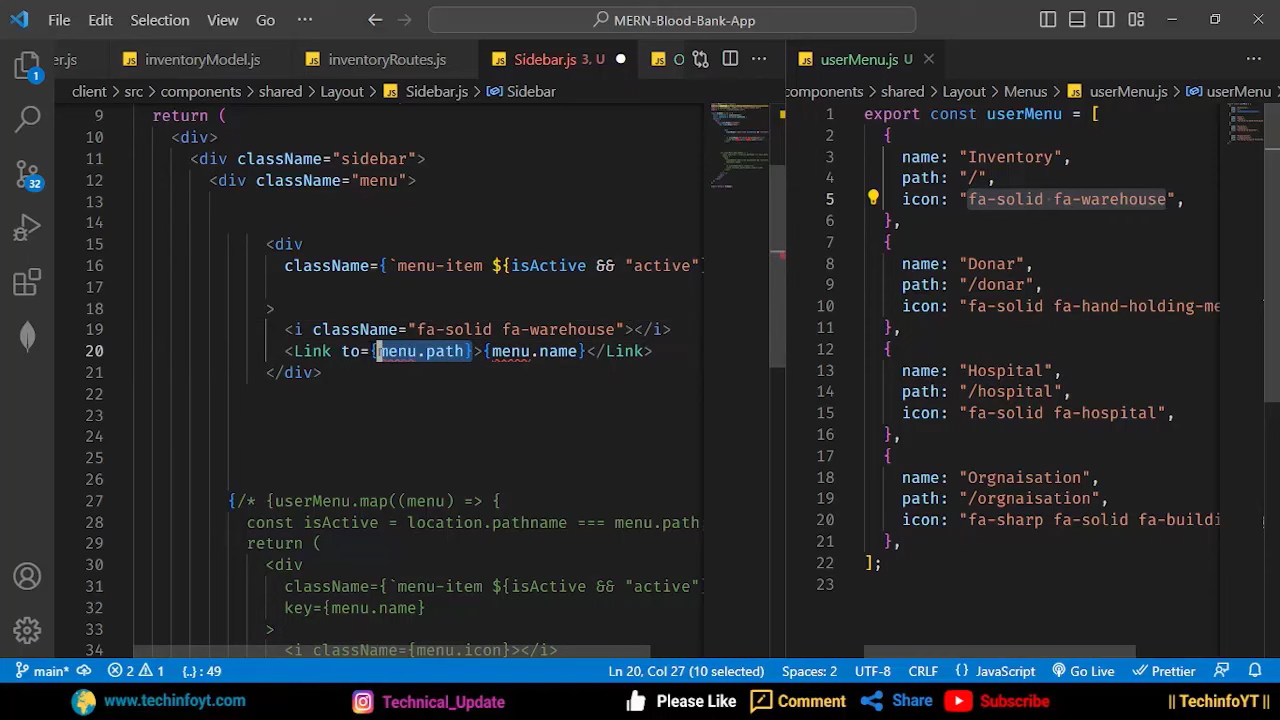 File Edit Selection View Go ··· MERN-Blood-Bank-App
er.js inventoryModel.js inventoryRoutes.js Sidebar.js 3, U O ···
userMenu.js U ···
client > src > components > shared > Layout > Sidebar.js > Sidebar
components > shared > Layout > Menus > userMenu.js > userMenu
9 return (
10 <div>
11 <div className="sidebar">
12 <div className="menu">
13
14
15 <div
16 className={`menu-item ${isActive && "active"}
17
18 >
19 <i className="fa-solid fa-warehouse"></i>
20 <Link to={menu.path}>{menu.name}</Link>
21 </div>
22
23
24
25
26
27 {/* {userMenu.map((menu) => {
28 const isActive = location.pathname === menu.path
29 return (
30 <div
31 className={`menu-item ${isActive && "active"}
32 key={menu.name}
33 >
34 <i className={menu.icon}></i>
1 export const userMenu = [
2 {
3 name: "Inventory",
4 path: "/",
5 icon: "fa-solid fa-warehouse",
6 },
7 {
8 name: "Donar",
9 path: "/donar",
10 icon: "fa-solid fa-hand-holding-me
11 },
12 {
13 name: "Hospital",
14 path: "/hospital",
15 icon: "fa-solid fa-hospital",
16 },
17 {
18 name: "Orgnaisation",
19 path: "/orgnaisation",
20 icon: "fa-sharp fa-solid fa-buildi
21 },
22 ];
23
1
32
main* 2 1 {..} : 49 Ln 20, Col 27 (10 selected) Spaces: 2 UTF-8 CRLF {} JavaScript Go Live Prettier
www.techinfoyt.com Technical_Update Please Like Comment Share Subscribe || TechinfoYT ||